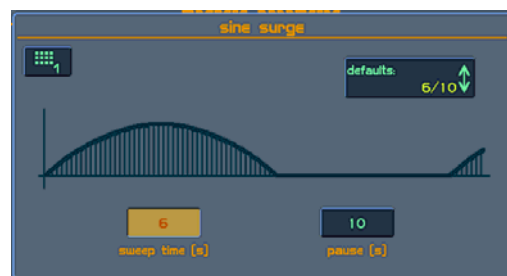 sine surge
1
defaults:
6/10
6
10
sweep time [s]
pause [s]